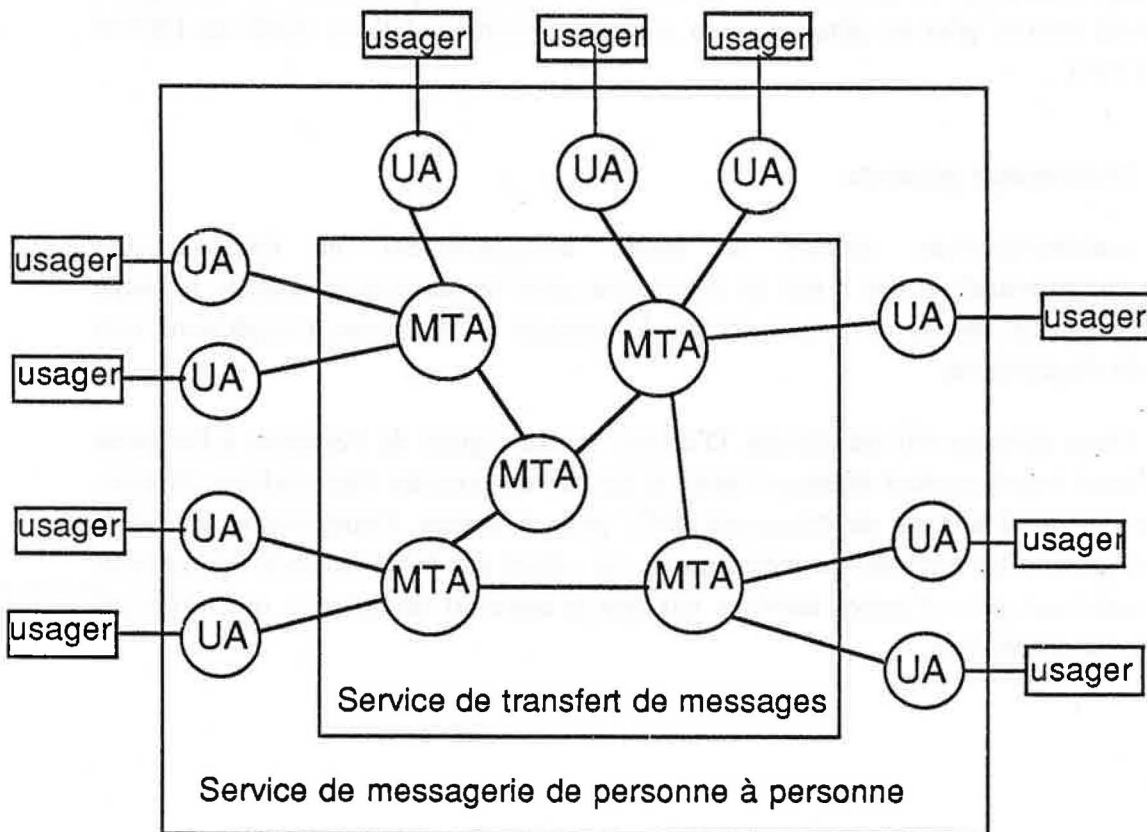 usager usager usager
UA UA UA
usager UA
MTA MTA UA usager
usager UA
MTA
usager UA UA usager
MTA MTA
usager UA UA usager
Service de transfert de messages
Service de messagerie de personne à personne